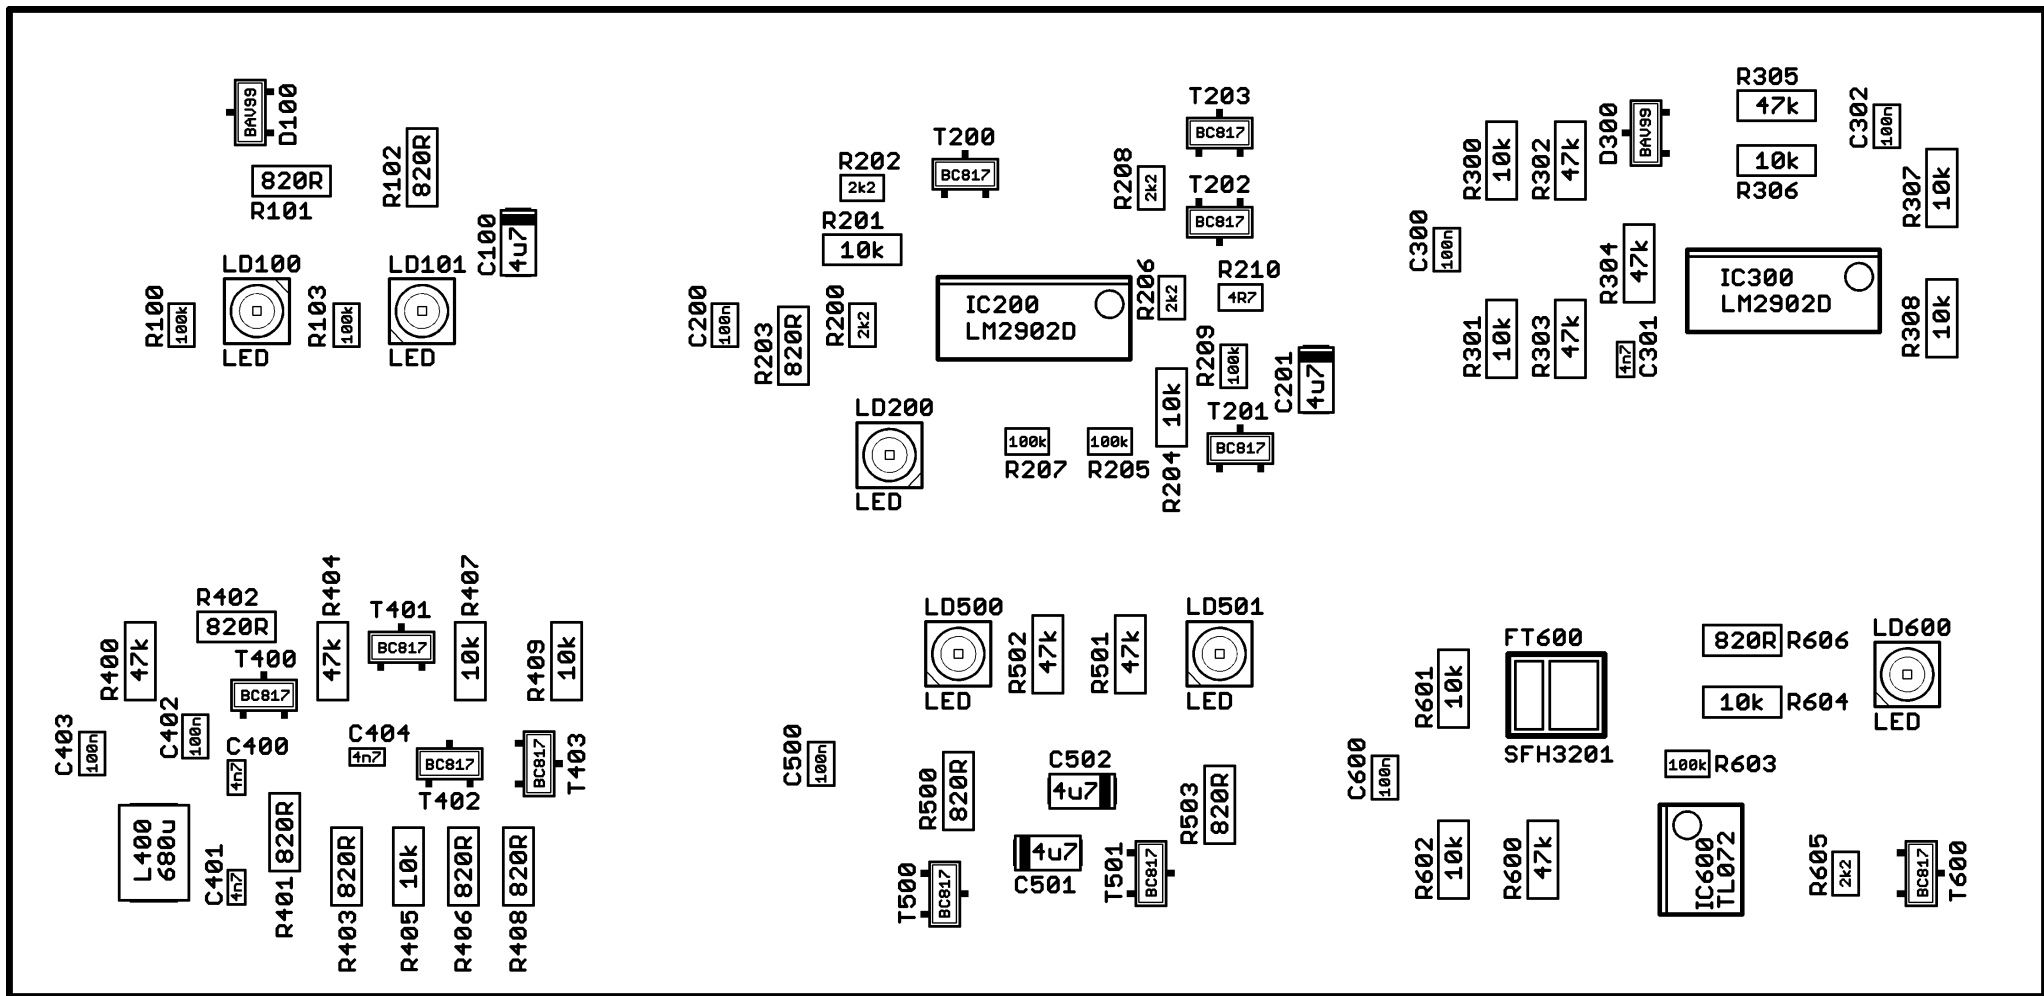 BAV99
D100
820R
R101
R102
820R
C100
4u7
LD100
LED
LD101
LED
R100
100k
R103
100k
T203
BC817
T200
BC817
R202
2k2
R208
2k2
T202
BC817
R201
10k
IC200
LM2902D
R206
2k2
R210
4R7
C200
100n
R203
820R
R200
2k2
R209
100k
C201
4u7
LD200
LED
10k
R204
T201
BC817
100k
R207
100k
R205
R305
47k
D300
BAV99
C302
100n
R300
10k
R302
47k
10k
R306
R307
10k
C300
100n
R304
47k
IC300
LM2902D
R301
10k
R303
47k
4n7
C301
R308
10k
R404
47k
R407
10k
R402
820R
T401
BC817
R400
47k
T400
BC817
R409
10k
C403
100n
C402
100n
C400
4n7
C404
4n7
BC817
T402
BC817
T403
L400
680u
C401
4n7
820R
R401
820R
R403
10k
R405
820R
R406
820R
R408
LD500
LED
R502
47k
R501
47k
LD501
LED
C500
100n
R500
820R
C502
4u7
R503
820R
4u7
C501
T500
BC817
T501
BC817
FT600
SFH3201
820R R606
LD600
LED
R601
10k
10k R604
C600
100n
100k R603
R602
10k
R600
47k
IC600
TL072
R605
2k2
BC817
T600